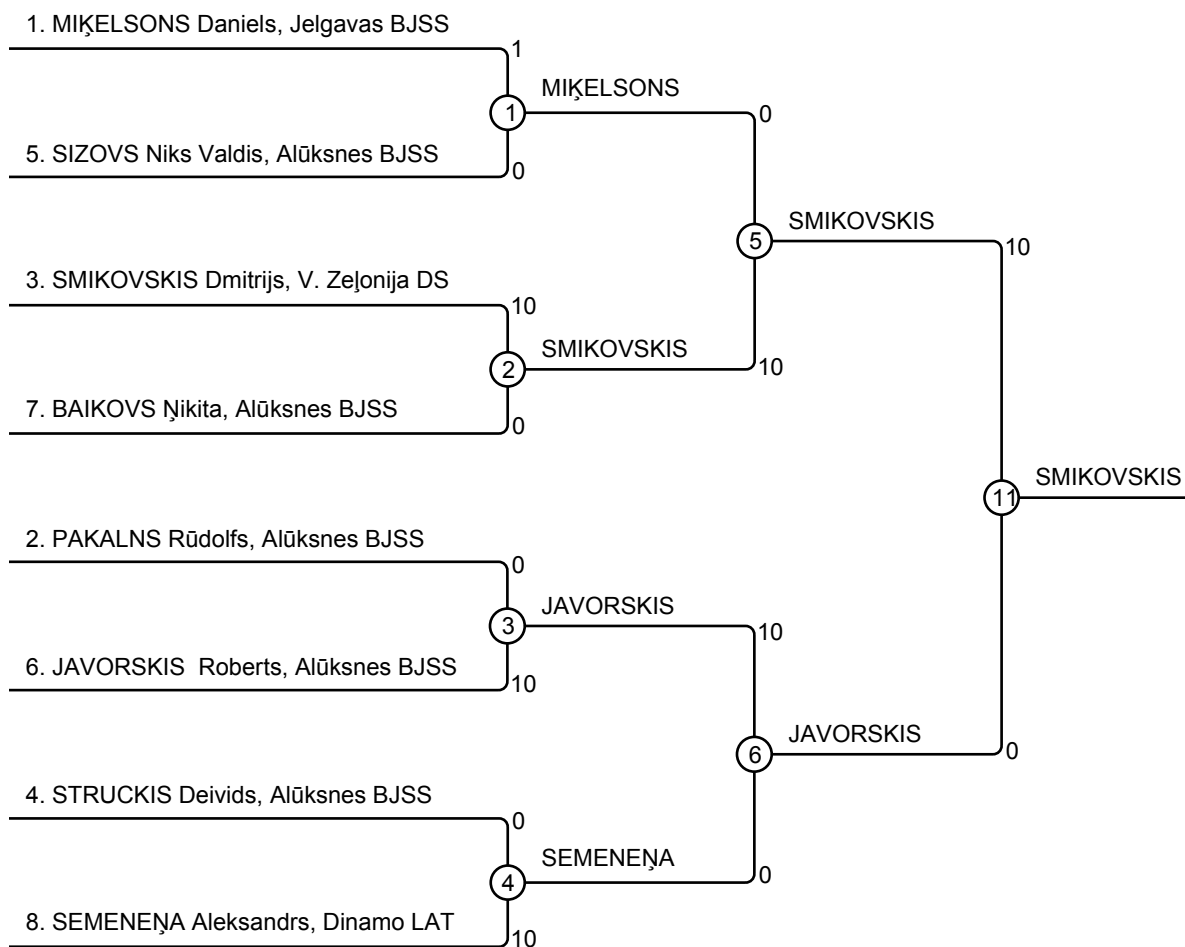 1. MIĶELSONS Daniels, Jelgavas BJSS
1
MIĶELSONS
1
0
5. SIZOVS Niks Valdis, Alūksnes BJSS
0
SMIKOVSKIS
5
10
3. SMIKOVSKIS Dmitrijs, V. Zeļonija DS
10
SMIKOVSKIS
2
10
7. BAIKOVS Ņikita, Alūksnes BJSS
0
SMIKOVSKIS
11
2. PAKALNS Rūdolfs, Alūksnes BJSS
0
JAVORSKIS
3
10
6. JAVORSKIS  Roberts, Alūksnes BJSS
10
JAVORSKIS
6
0
4. STRUCKIS Deivids, Alūksnes BJSS
0
SEMENEŅA
4
0
8. SEMENEŅA Aleksandrs, Dinamo LAT
10